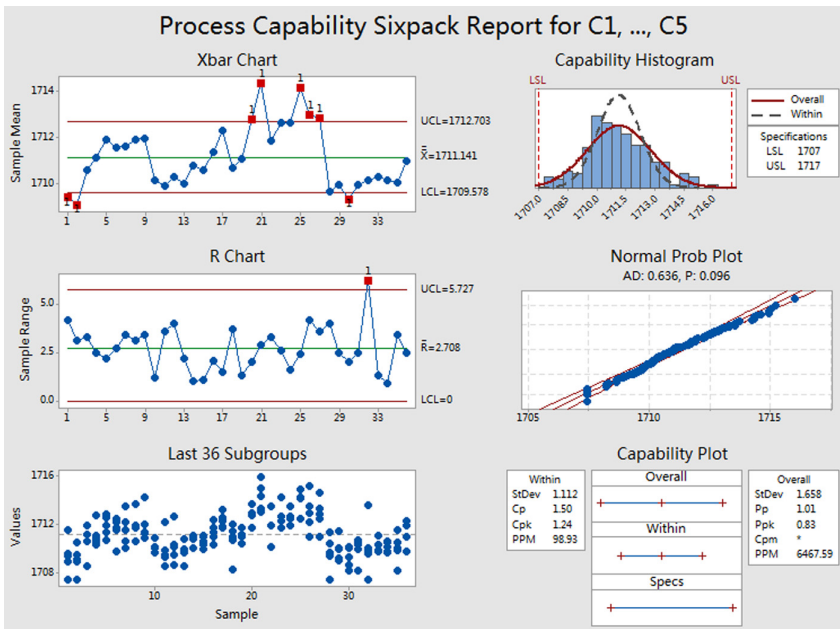 Process Capability Sixpack Report for C1, ..., C5
Xbar Chart
Sample Mean
1714
1712
1710
1
1
1
1
1
1
1
1
1
UCL=1712.703
X̿=1711.141
LCL=1709.578
1 5 9 13 17 21 25 29 33
Capability Histogram
LSL
USL
Overall
Within
Specifications
LSL 1707
USL 1717
1707.0 1708.5 1710.0 1711.5 1713.0 1714.5 1716.0
R Chart
Sample Range
5.0
2.5
0.0
1
UCL=5.727
R̄=2.708
LCL=0
1 5 9 13 17 21 25 29 33
Normal Prob Plot
AD: 0.636, P: 0.096
1705 1710 1715
Last 36 Subgroups
Values
1716
1712
1708
10 20 30
Sample
Capability Plot
Within
StDev 1.112
Cp 1.50
Cpk 1.24
PPM 98.93
Overall
Within
Specs
Overall
StDev 1.658
Pp 1.01
Ppk 0.83
Cpm *
PPM 6467.59